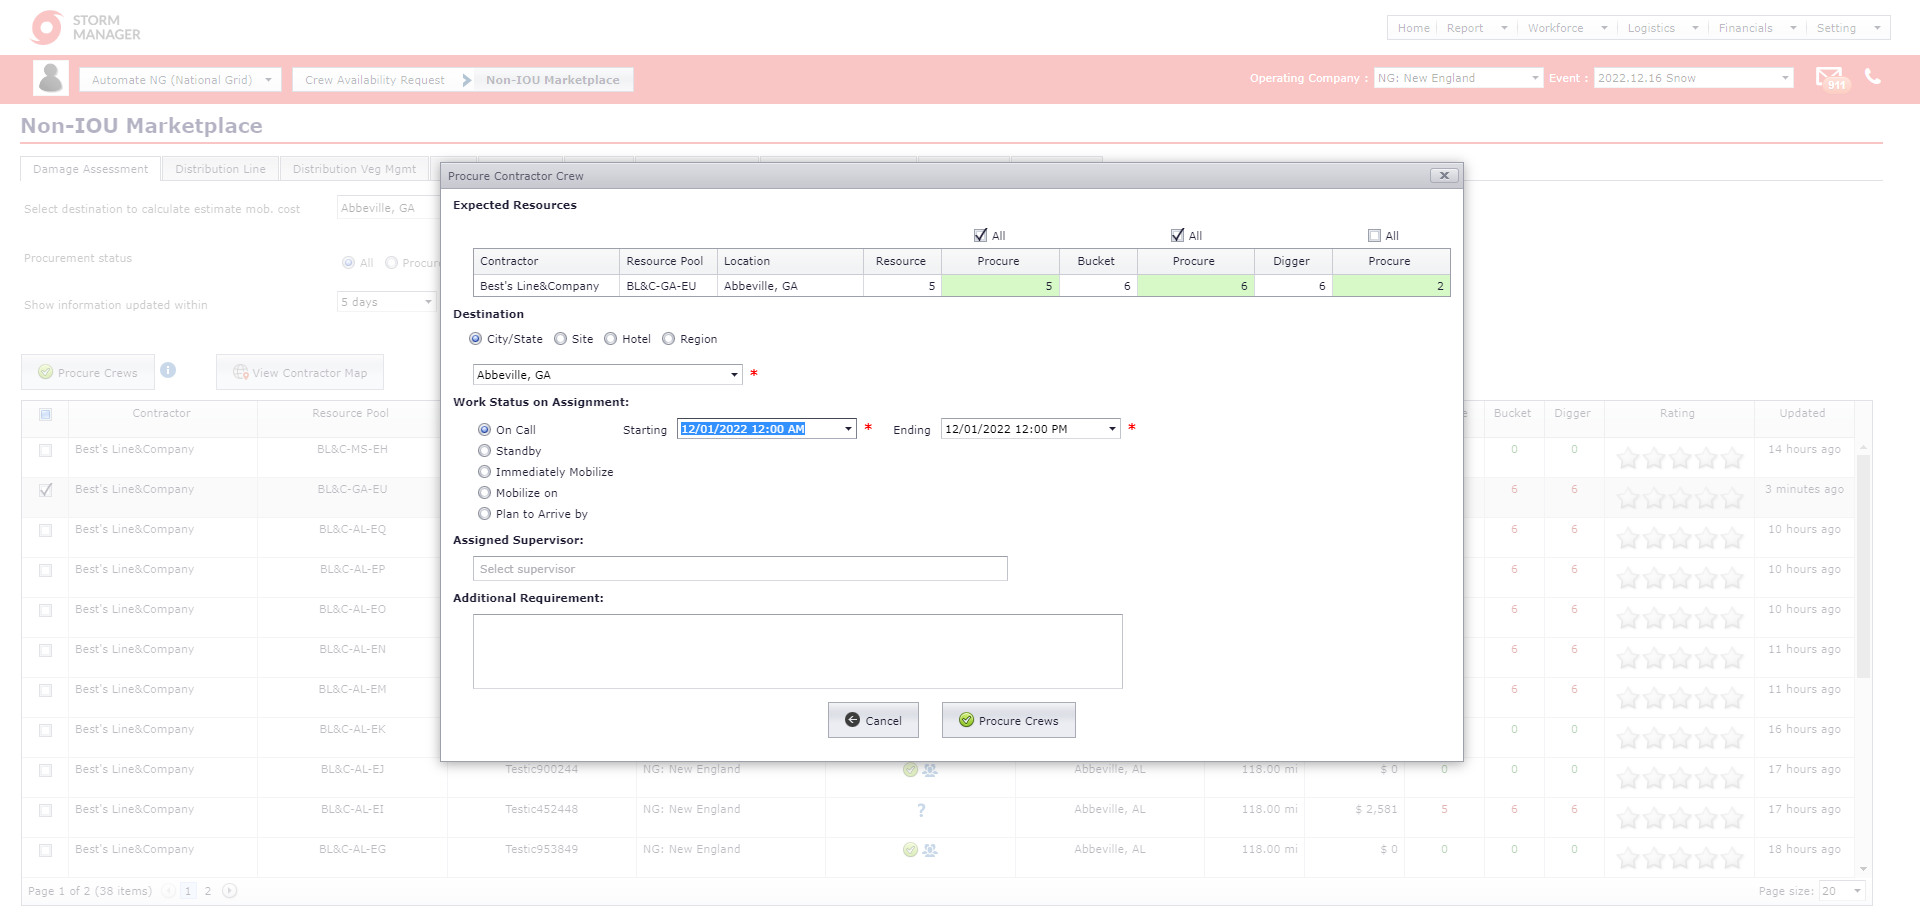 STORM
MANAGER
Home Report Workforce Logistics Financials Setting
Automate NG (National Grid) Crew Availability Request Non-IOU Marketplace Operating Company : NG: New England Event : 2022.12.16 Snow 911
Non-IOU Marketplace
Damage Assessment Distribution Line Distribution Veg Mgmt
Select destination to calculate estimate mob. cost Abbeville, GA
Procurement status All
Show information updated within 5 days
Procure Crews View Contractor Map
Procure Contractor Crew
Expected Resources
All All All
Contractor Resource Pool Location Resource Procure Bucket Procure Digger Procure
Best's Line&Company BL&C-GA-EU Abbeville, GA 5 5 6 6 6 2
Destination
City/State Site Hotel Region
Abbeville, GA *
Work Status on Assignment:
On Call Starting 12/01/2022 12:00 AM * Ending 12/01/2022 12:00 PM *
Standby
Immediately Mobilize
Mobilize on
Plan to Arrive by
Assigned Supervisor:
Select supervisor
Additional Requirement:
Cancel Procure Crews
Contractor Resource Pool Bucket Digger Rating Updated
Best's Line&Company BL&C-MS-EH 0 0 14 hours ago
Best's Line&Company BL&C-GA-EU 6 6 3 minutes ago
Best's Line&Company BL&C-AL-EQ 6 6 10 hours ago
Best's Line&Company BL&C-AL-EP 6 6 10 hours ago
Best's Line&Company BL&C-AL-EO 6 6 10 hours ago
Best's Line&Company BL&C-AL-EN 6 6 11 hours ago
Best's Line&Company BL&C-AL-EM 6 6 11 hours ago
Best's Line&Company BL&C-AL-EK 0 0 16 hours ago
Best's Line&Company BL&C-AL-EJ Testic900244 NG: New England Abbeville, AL 118.00 mi $ 0 0 0 0 17 hours ago
Best's Line&Company BL&C-AL-EI Testic452448 NG: New England ? Abbeville, AL 118.00 mi $ 2,581 5 6 6 17 hours ago
Best's Line&Company BL&C-AL-EG Testic953849 NG: New England Abbeville, AL 118.00 mi $ 0 0 0 0 18 hours ago
Page 1 of 2 (38 items) 1 2 Page size: 20